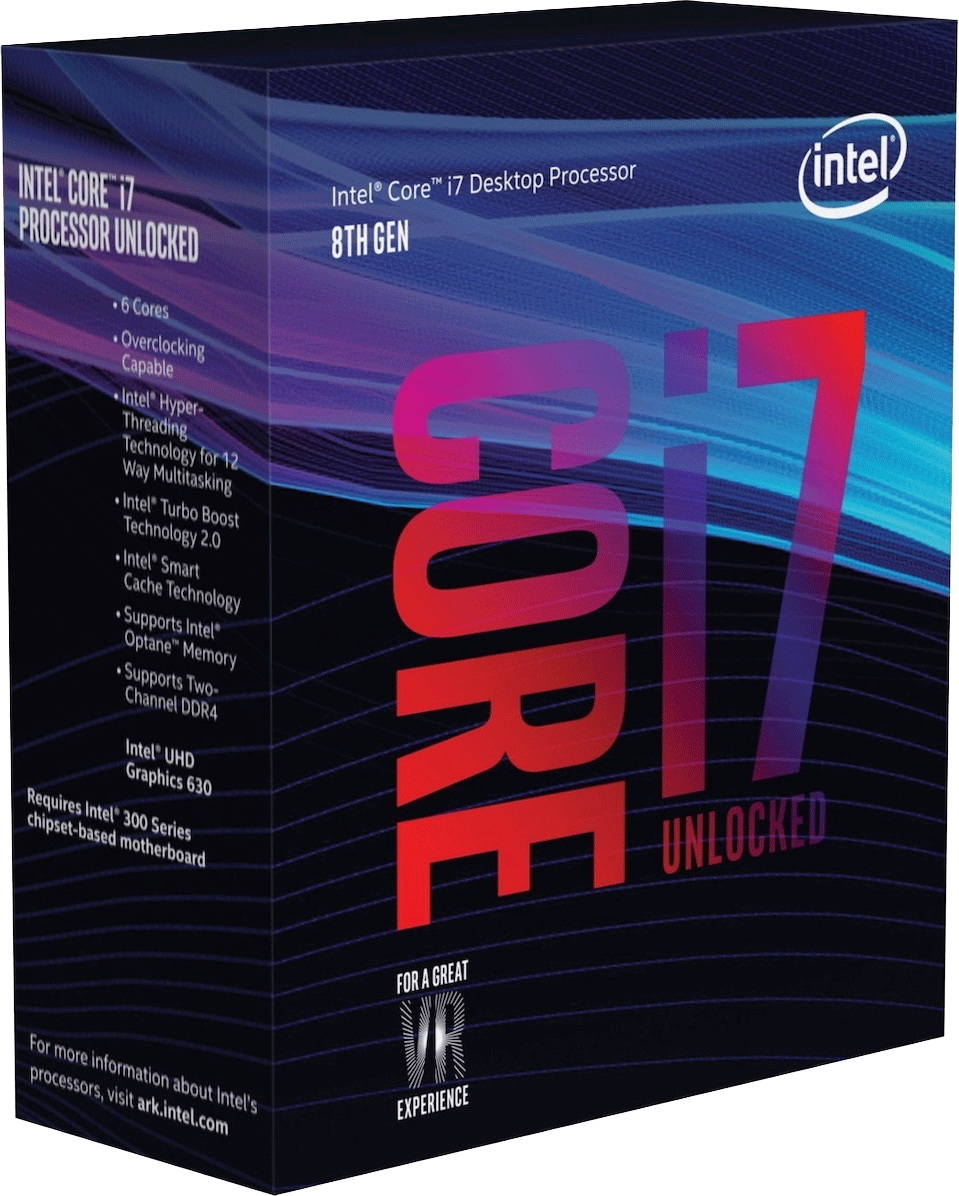 INTEL® CORE™ i7
PROCESSOR UNLOCKED
• 6 Cores
• Overclocking
Capable
• Intel® Hyper-
Threading
Technology for 12
Way Multitasking
• Intel® Turbo Boost
Technology 2.0
• Intel® Smart
Cache Technology
• Supports Intel®
Optane™ Memory
• Supports Two-
Channel DDR4
Intel® UHD
Graphics 630
Requires Intel® 300 Series
chipset-based motherboard
For more information about Intel's
processors, visit ark.intel.com
intel®
Intel® Core™ i7 Desktop Processor
8TH GEN
CORE
i7
UNLOCKED
FOR A GREAT
VR
EXPERIENCE